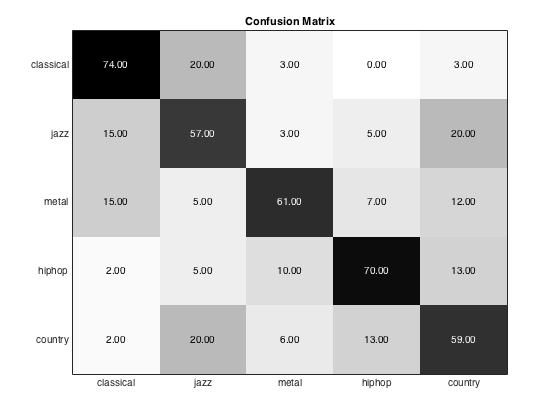 Confusion Matrix
classical 74.00 20.00 3.00 0.00 3.00
jazz 15.00 57.00 3.00 5.00 20.00
metal 15.00 5.00 61.00 7.00 12.00
hiphop 2.00 5.00 10.00 70.00 13.00
country 2.00 20.00 6.00 13.00 59.00
classical jazz metal hiphop country